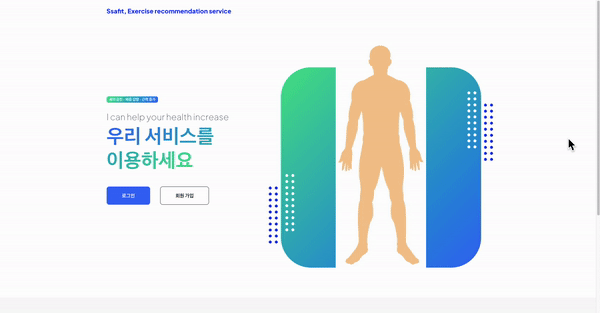 Ssafit, Exercise recommendation service
I can help your health increase
우리 서비스를
이용하세요
로그인
회원 가입